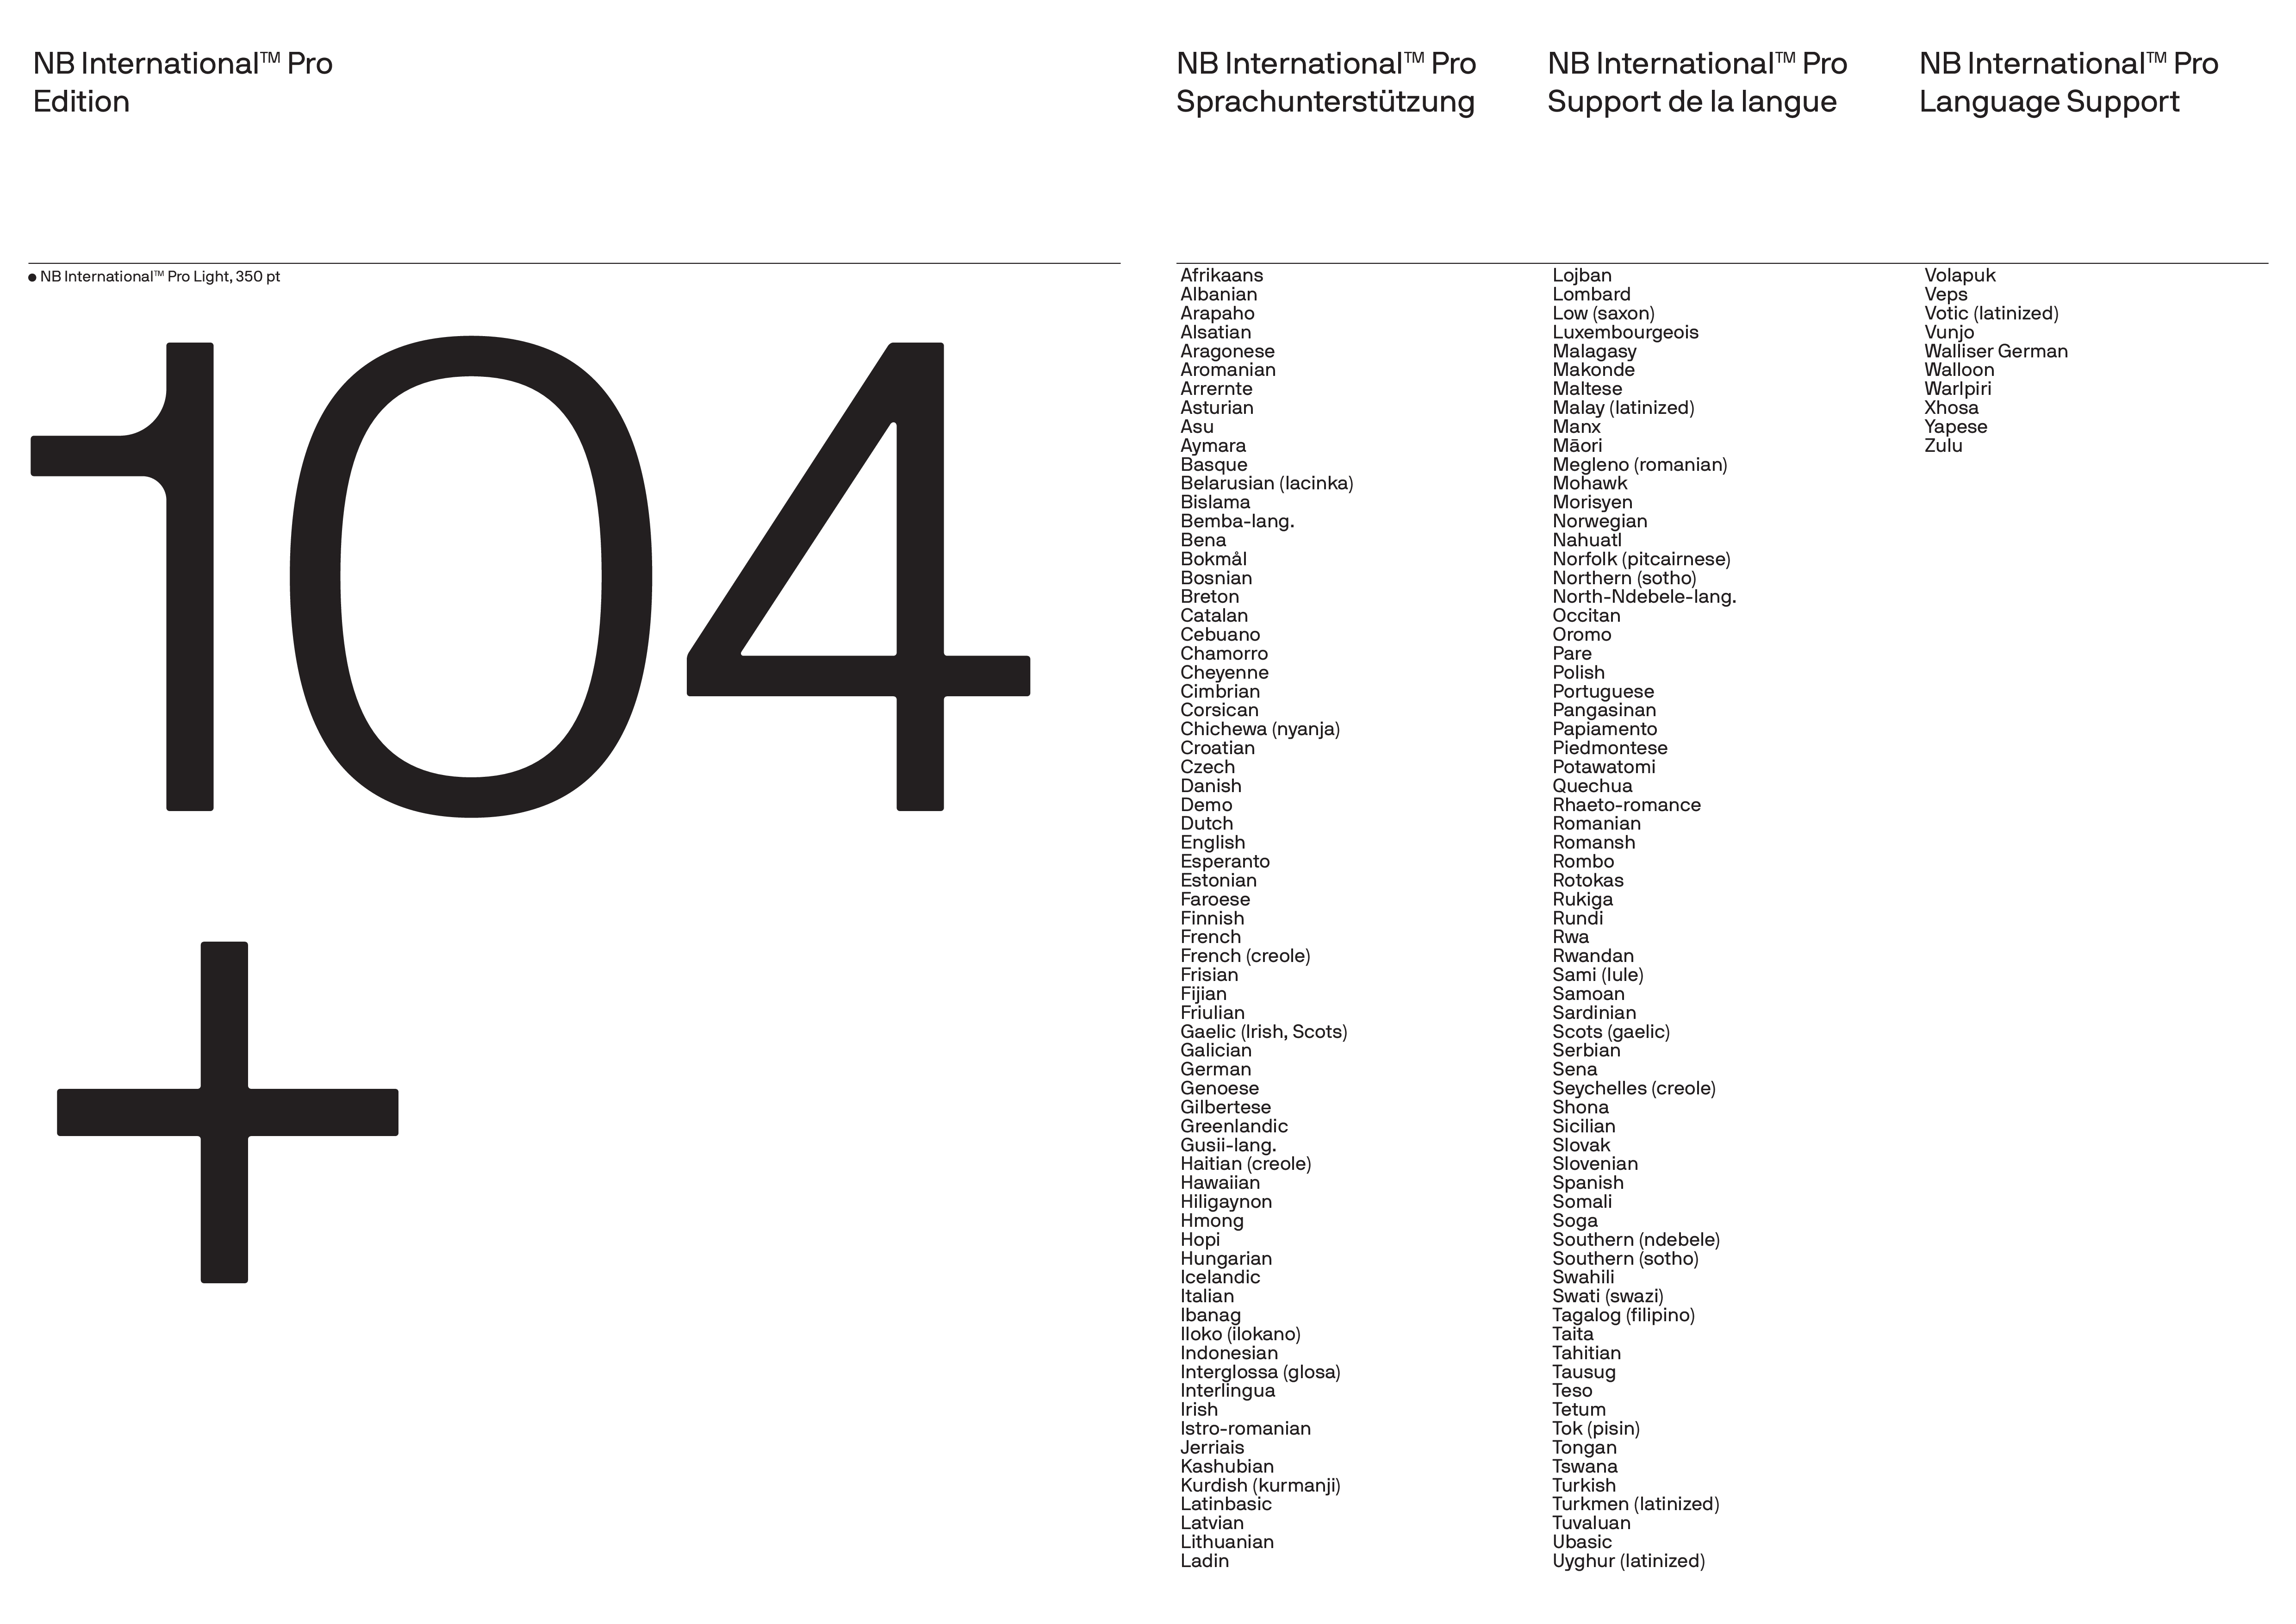 NB International™ Pro
Edition
● NB International™ Pro Light, 350 pt
104
+
NB International™ Pro
Sprachunterstützung
Afrikaans
Albanian
Arapaho
Alsatian
Aragonese
Aromanian
Arrernte
Asturian
Asu
Aymara
Basque
Belarusian (lacinka)
Bislama
Bemba-lang.
Bena
Bokmål
Bosnian
Breton
Catalan
Cebuano
Chamorro
Cheyenne
Cimbrian
Corsican
Chichewa (nyanja)
Croatian
Czech
Danish
Demo
Dutch
English
Esperanto
Estonian
Faroese
Finnish
French
French (creole)
Frisian
Fijian
Friulian
Gaelic (Irish, Scots)
Galician
German
Genoese
Gilbertese
Greenlandic
Gusii-lang.
Haitian (creole)
Hawaiian
Hiligaynon
Hmong
Hopi
Hungarian
Icelandic
Italian
Ibanag
Iloko (ilokano)
Indonesian
Interglossa (glosa)
Interlingua
Irish
Istro-romanian
Jerriais
Kashubian
Kurdish (kurmanji)
Latinbasic
Latvian
Lithuanian
Ladin
NB International™ Pro
Support de la langue
Lojban
Lombard
Low (saxon)
Luxembourgeois
Malagasy
Makonde
Maltese
Malay (latinized)
Manx
Māori
Megleno (romanian)
Mohawk
Morisyen
Norwegian
Nahuatl
Norfolk (pitcairnese)
Northern (sotho)
North-Ndebele-lang.
Occitan
Oromo
Pare
Polish
Portuguese
Pangasinan
Papiamento
Piedmontese
Potawatomi
Quechua
Rhaeto-romance
Romanian
Romansh
Rombo
Rotokas
Rukiga
Rundi
Rwa
Rwandan
Sami (lule)
Samoan
Sardinian
Scots (gaelic)
Serbian
Sena
Seychelles (creole)
Shona
Sicilian
Slovak
Slovenian
Spanish
Somali
Soga
Southern (ndebele)
Southern (sotho)
Swahili
Swati (swazi)
Tagalog (filipino)
Taita
Tahitian
Tausug
Teso
Tetum
Tok (pisin)
Tongan
Tswana
Turkish
Turkmen (latinized)
Tuvaluan
Ubasic
Uyghur (latinized)
NB International™ Pro
Language Support
Volapuk
Veps
Votic (latinized)
Vunjo
Walliser German
Walloon
Warlpiri
Xhosa
Yapese
Zulu